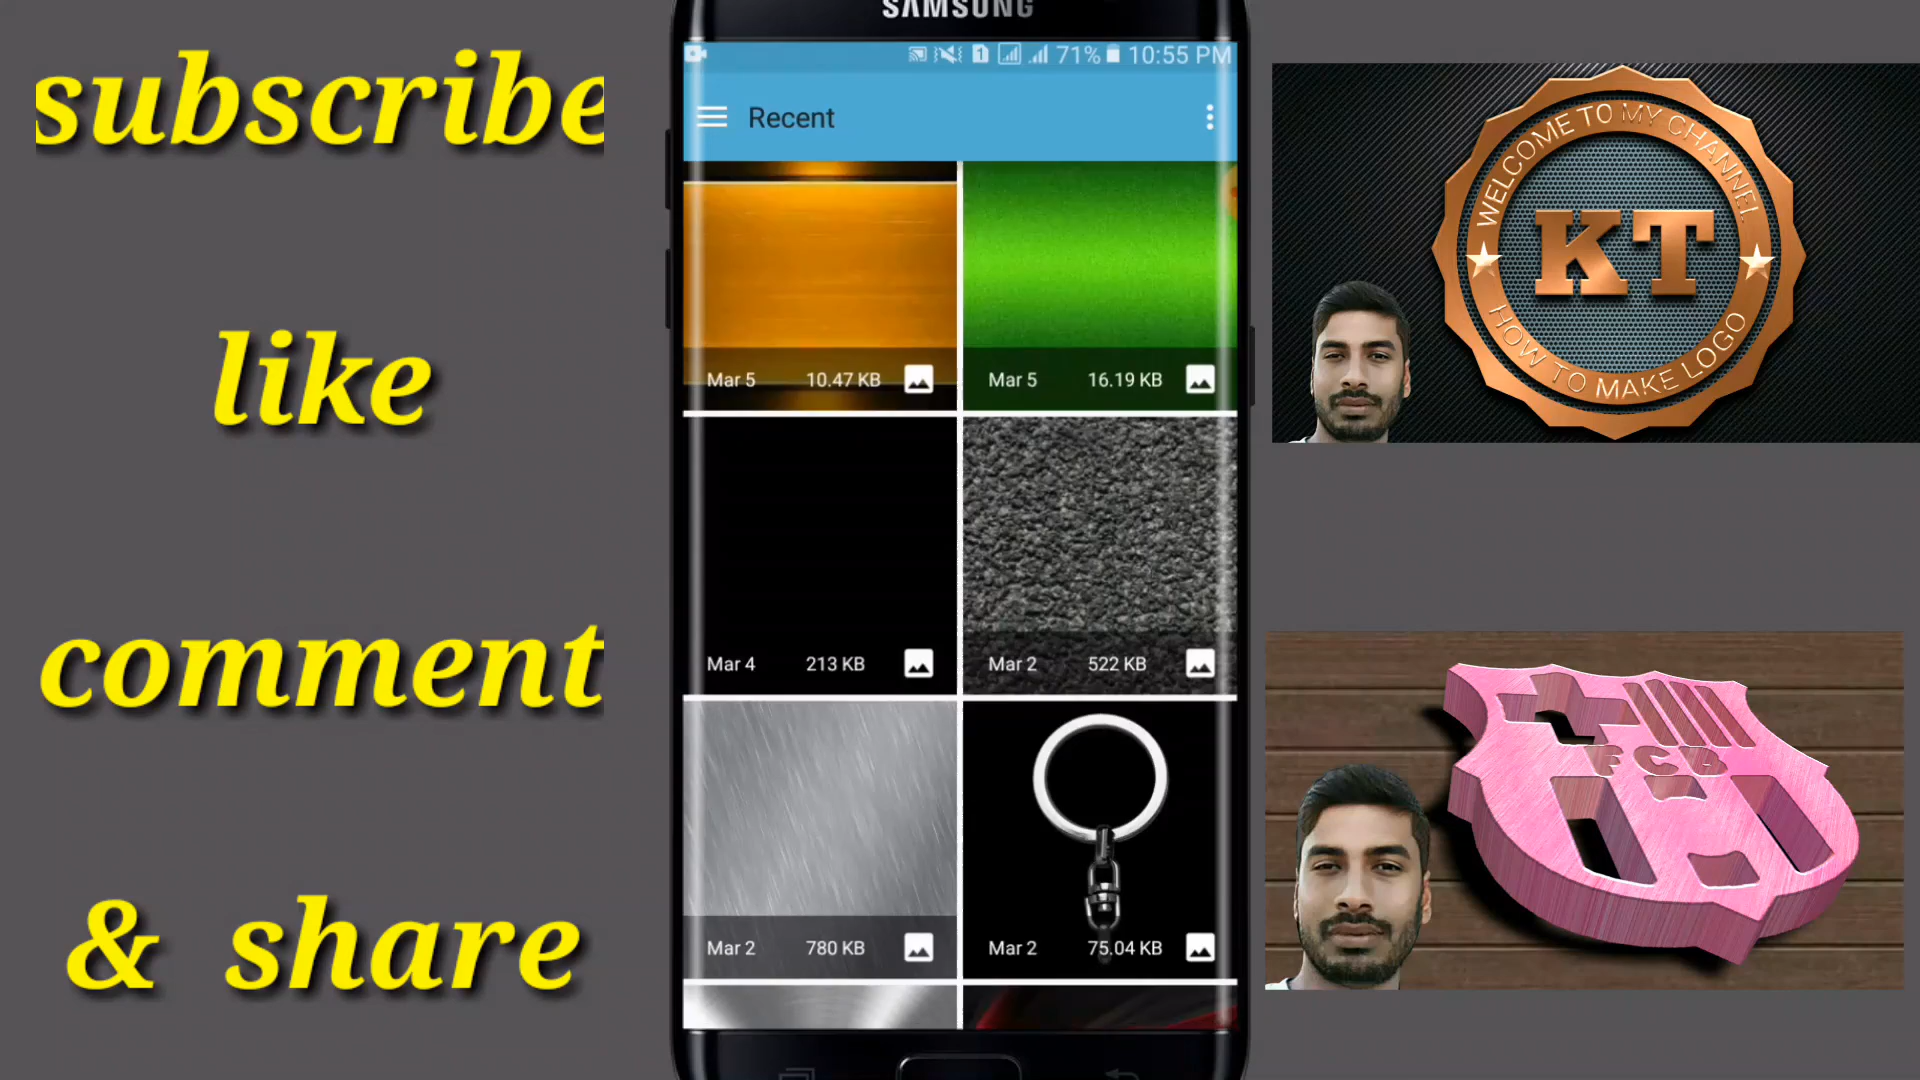 subscribe
like
comment
& share
SAMSUNG
1 71% 10:55 PM
Recent
Mar 5 10.47 KB
Mar 5 16.19 KB
Mar 4 213 KB
Mar 2 522 KB
Mar 2 780 KB
Mar 2 75.04 KB
WELCOME TO MY CHANNEL
KT
HOW TO MAKE LOGO
FCB